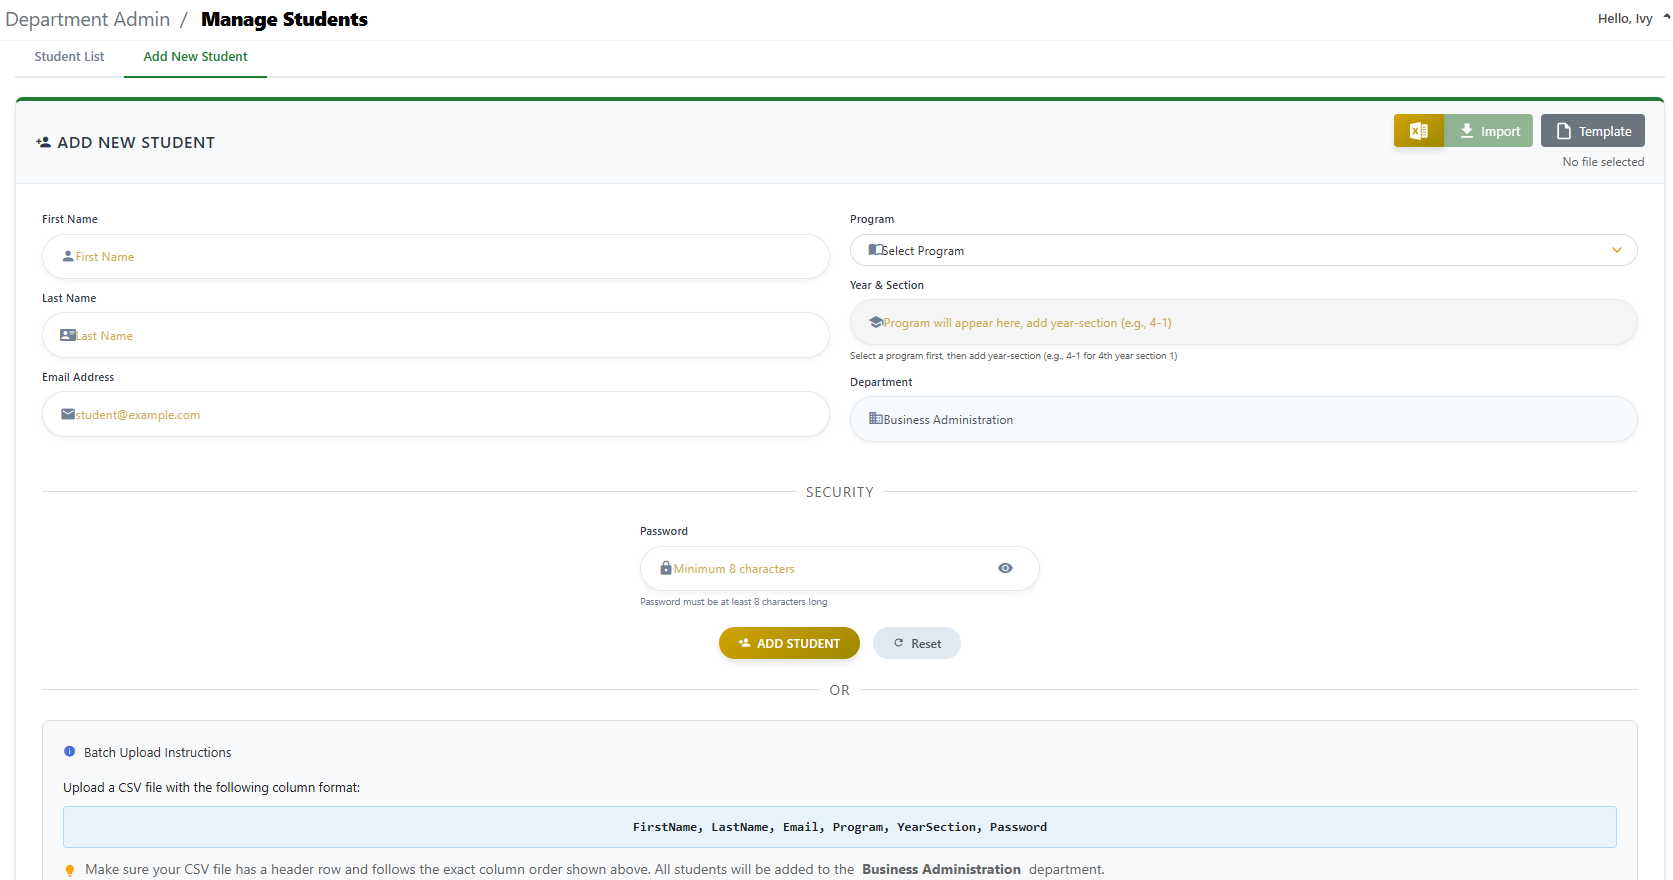 Department Admin / Manage Students
Hello, Ivy
Student List
Add New Student
ADD NEW STUDENT
Import
Template
No file selected
First Name
First Name
Last Name
Last Name
Email Address
student@example.com
Program
Select Program
Year & Section
Program will appear here, add year-section (e.g., 4-1)
Select a program first, then add year-section (e.g., 4-1 for 4th year section 1)
Department
Business Administration
SECURITY
Password
Minimum 8 characters
Password must be at least 8 characters long
ADD STUDENT
Reset
OR
Batch Upload Instructions
Upload a CSV file with the following column format:
FirstName, LastName, Email, Program, YearSection, Password
Make sure your CSV file has a header row and follows the exact column order shown above. All students will be added to the Business Administration department.